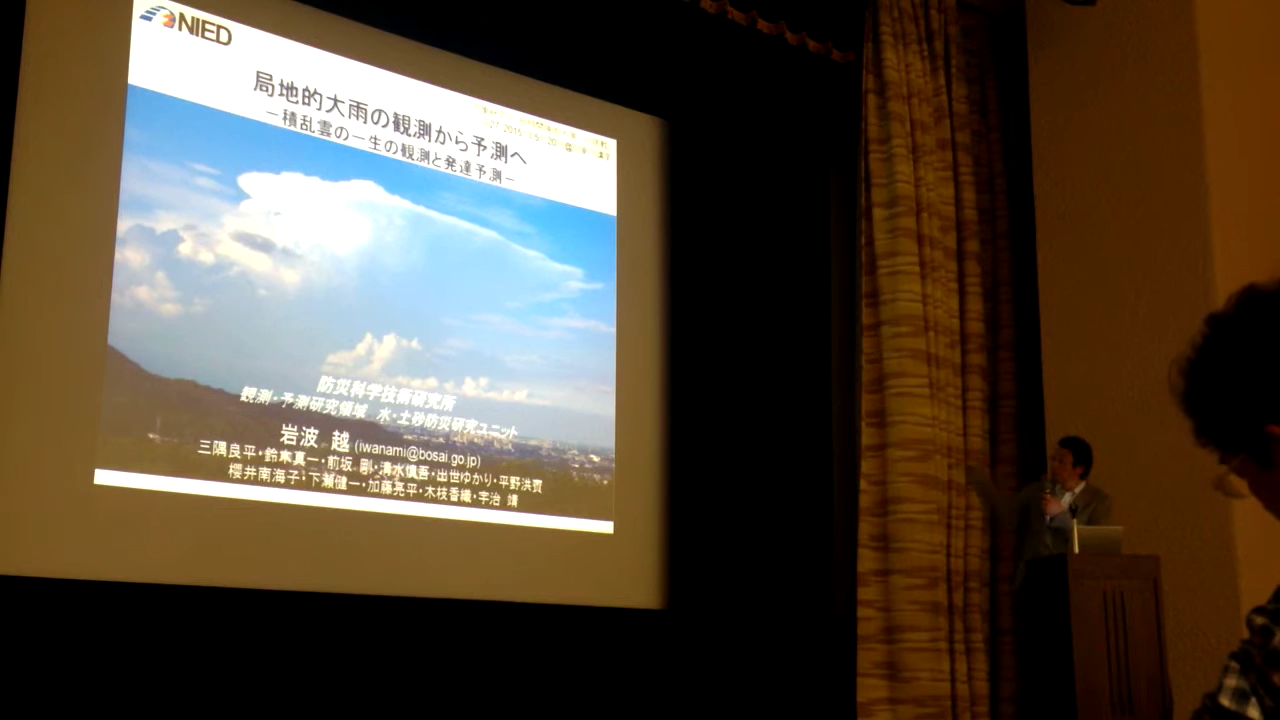 NIED
局地的大雨の観測から予測へ
－積乱雲の一生の観測と発達予測－
防災科学技術研究所
観測・予測研究領域 水・土砂防災研究ユニット
岩波 越 (iwanami@bosai.go.jp)
三隅良平・鈴木真一・前坂 剛・清水慎吾・出世ゆかり・平野洪賓
櫻井南海子・下瀬健一・加藤亮平・木枝香織・宇治 靖